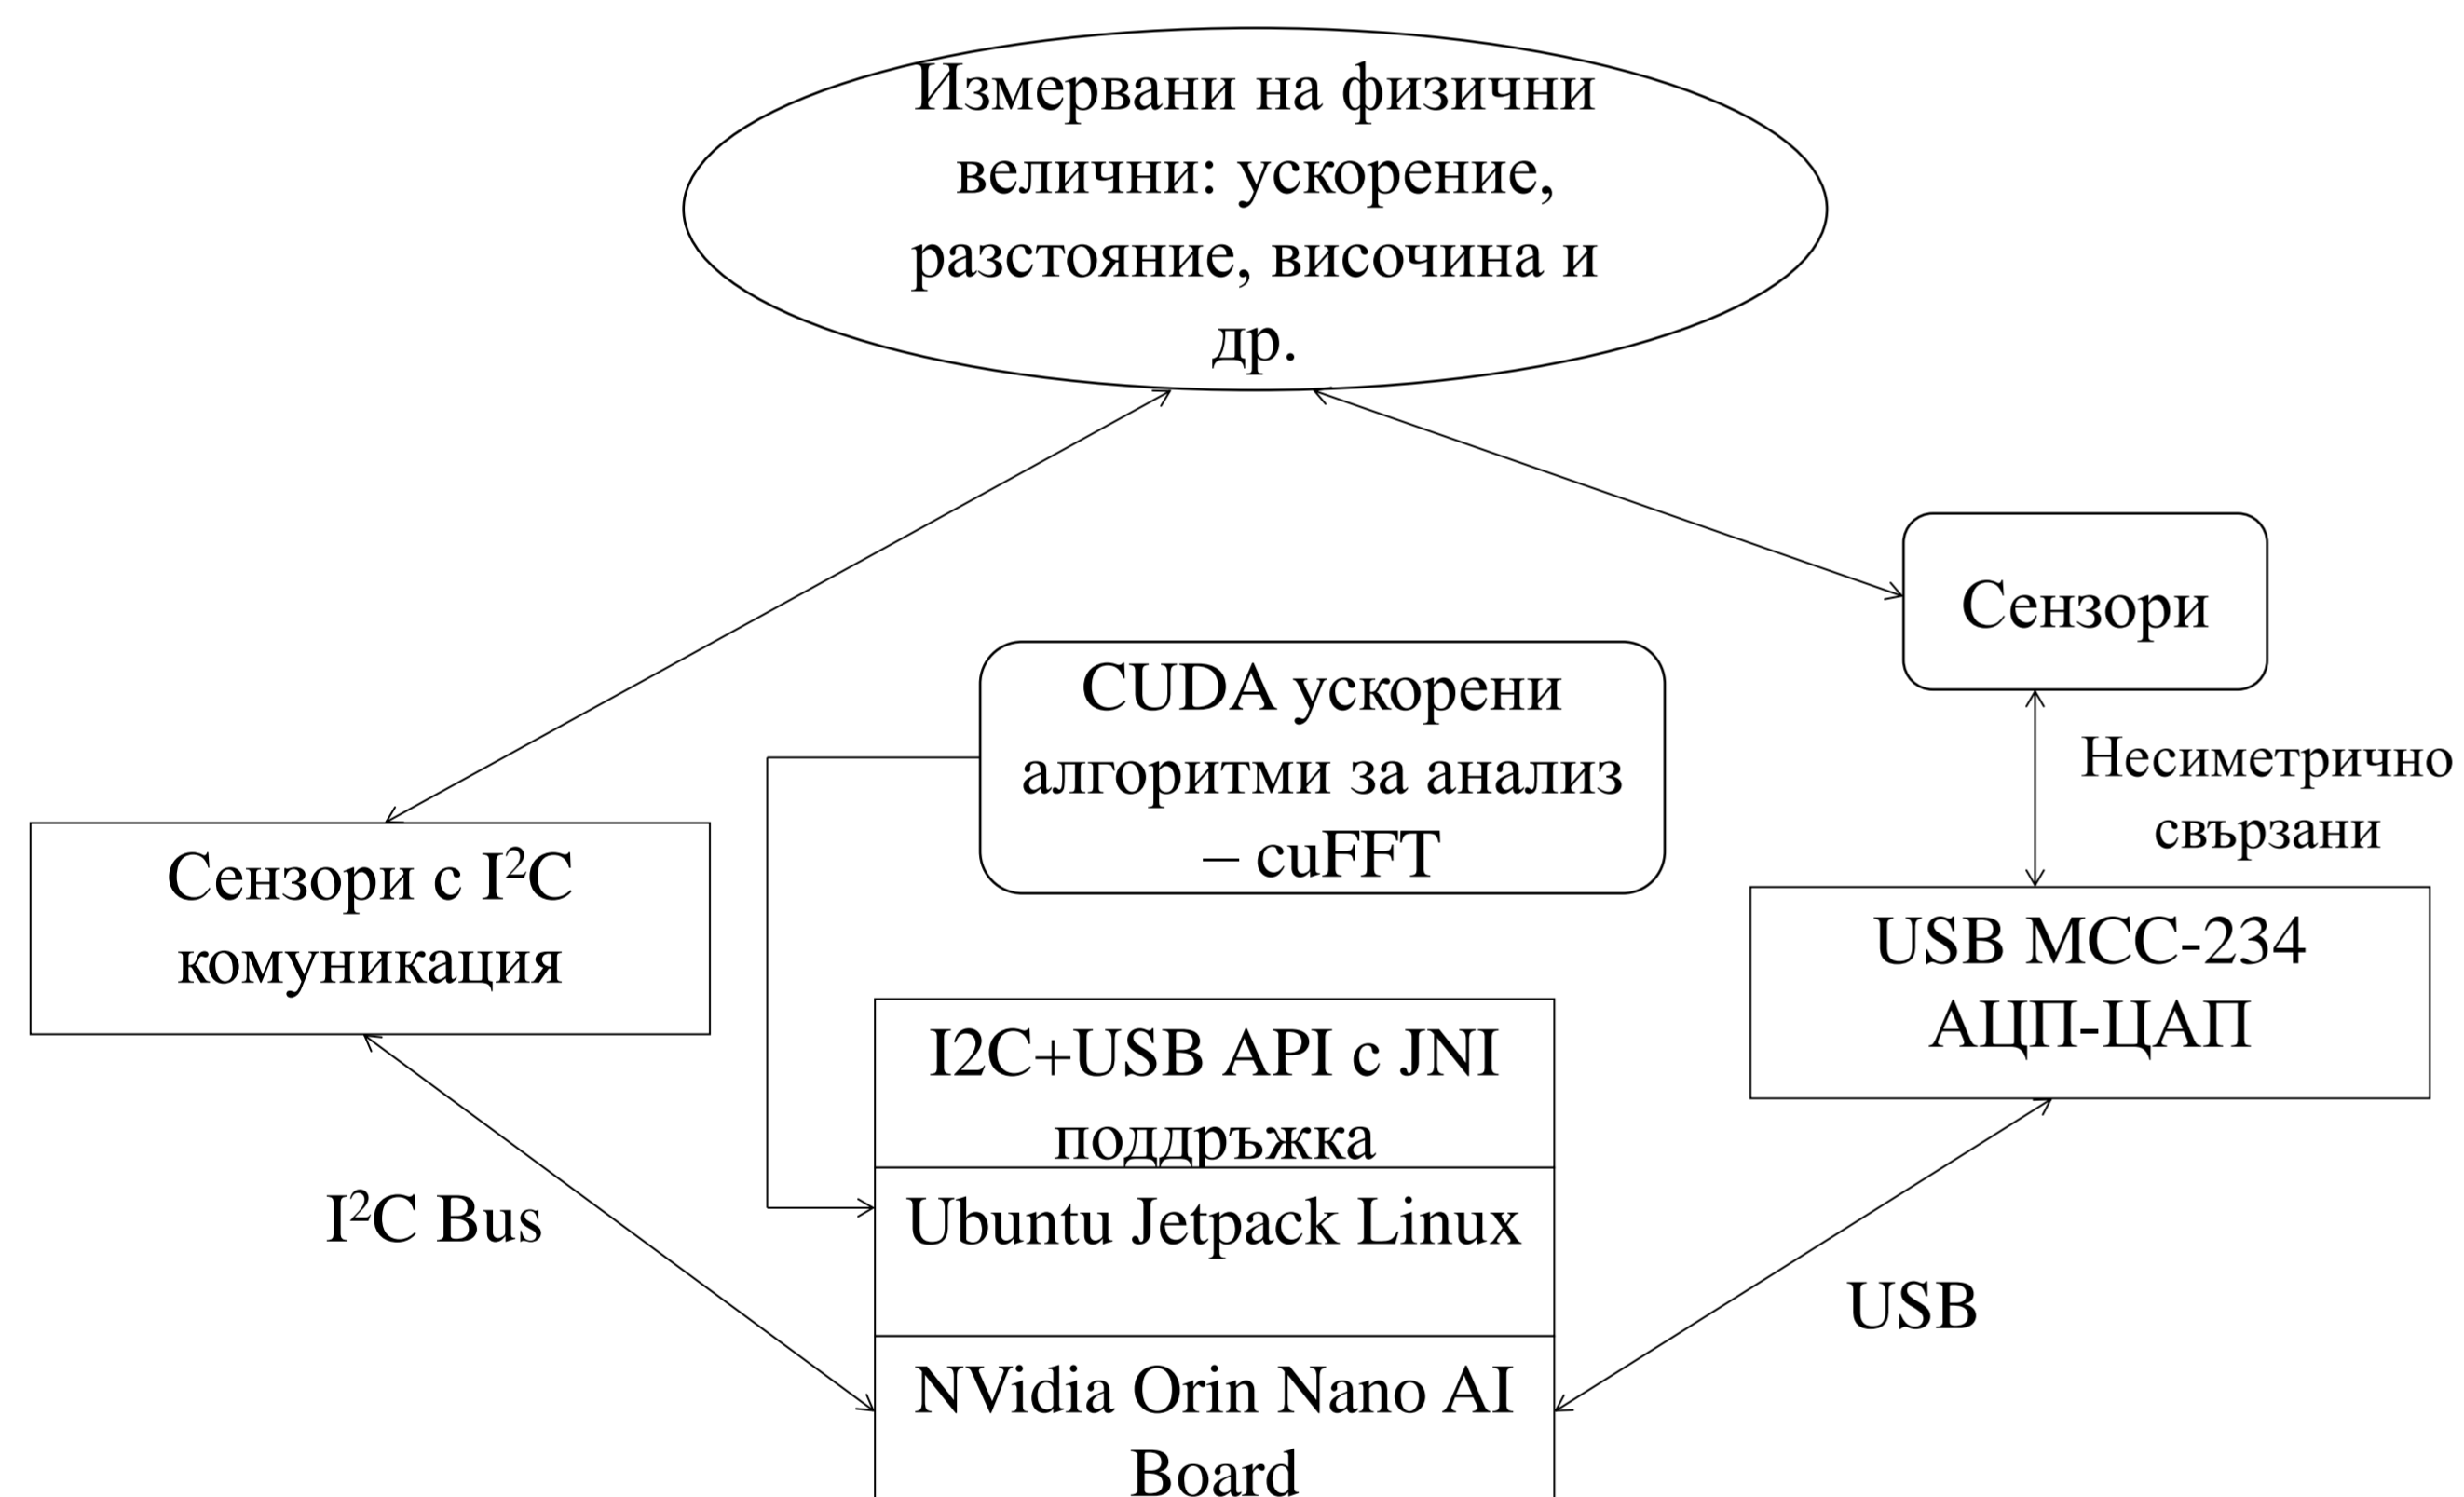 Измервани на физични
велични: ускорение,
разстояние, височина и
др.
Сензори
CUDA ускорени
алгоритми за анализ
– cuFFT
Несиметрично
свързани
Сензори с I²C
комуникация
USB MCC-234
АЦП-ЦАП
I2C+USB API с JNI
поддръжка
I²C Bus
Ubuntu Jetpack Linux
USB
NVidia Orin Nano AI
Board